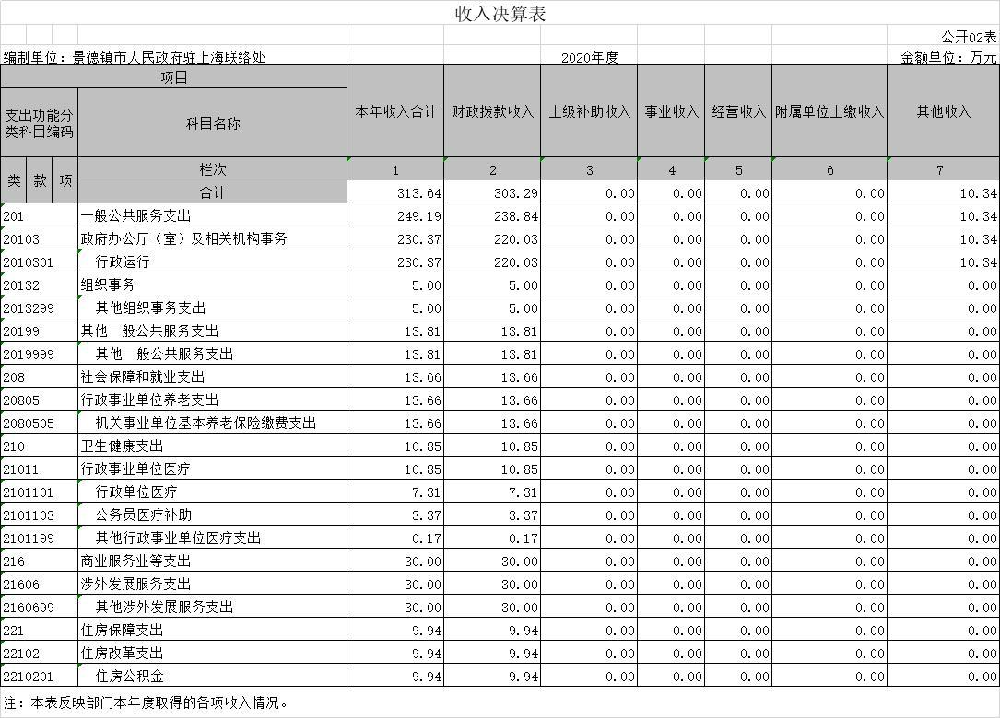 收入决算表
公开02表
编制单位：景德镇市人民政府驻上海联络处 2020年度 金额单位：万元
项目 本年收入合计 财政拨款收入 上级补助收入 事业收入 经营收入 附属单位上缴收入 其他收入
支出功能分类科目编码 科目名称
类 款 项 栏次 1 2 3 4 5 6 7
合计 313.64 303.29 0.00 0.00 0.00 0.00 10.34
201 一般公共服务支出 249.19 238.84 0.00 0.00 0.00 0.00 10.34
20103 政府办公厅（室）及相关机构事务 230.37 220.03 0.00 0.00 0.00 0.00 10.34
2010301 行政运行 230.37 220.03 0.00 0.00 0.00 0.00 10.34
20132 组织事务 5.00 5.00 0.00 0.00 0.00 0.00 0.00
2013299 其他组织事务支出 5.00 5.00 0.00 0.00 0.00 0.00 0.00
20199 其他一般公共服务支出 13.81 13.81 0.00 0.00 0.00 0.00 0.00
2019999 其他一般公共服务支出 13.81 13.81 0.00 0.00 0.00 0.00 0.00
208 社会保障和就业支出 13.66 13.66 0.00 0.00 0.00 0.00 0.00
20805 行政事业单位养老支出 13.66 13.66 0.00 0.00 0.00 0.00 0.00
2080505 机关事业单位基本养老保险缴费支出 13.66 13.66 0.00 0.00 0.00 0.00 0.00
210 卫生健康支出 10.85 10.85 0.00 0.00 0.00 0.00 0.00
21011 行政事业单位医疗 10.85 10.85 0.00 0.00 0.00 0.00 0.00
2101101 行政单位医疗 7.31 7.31 0.00 0.00 0.00 0.00 0.00
2101103 公务员医疗补助 3.37 3.37 0.00 0.00 0.00 0.00 0.00
2101199 其他行政事业单位医疗支出 0.17 0.17 0.00 0.00 0.00 0.00 0.00
216 商业服务业等支出 30.00 30.00 0.00 0.00 0.00 0.00 0.00
21606 涉外发展服务支出 30.00 30.00 0.00 0.00 0.00 0.00 0.00
2160699 其他涉外发展服务支出 30.00 30.00 0.00 0.00 0.00 0.00 0.00
221 住房保障支出 9.94 9.94 0.00 0.00 0.00 0.00 0.00
22102 住房改革支出 9.94 9.94 0.00 0.00 0.00 0.00 0.00
2210201 住房公积金 9.94 9.94 0.00 0.00 0.00 0.00 0.00
注：本表反映部门本年度取得的各项收入情况。